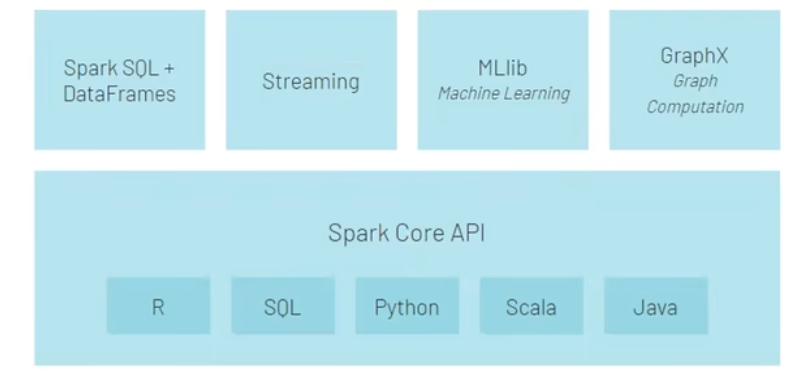 Spark SQL +
DataFrames
Streaming
MLlib
Machine Learning
GraphX
Graph
Computation
Spark Core API
R
SQL
Python
Scala
Java